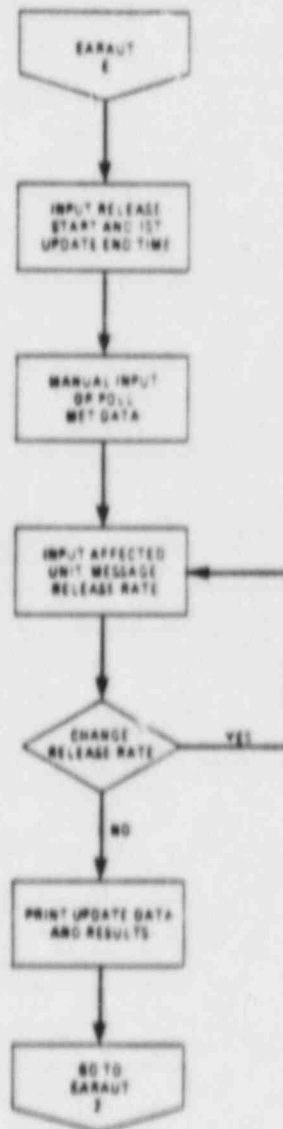 EARAUT
INPUT RELEASE
START AND 1ST
UPDATE END TIME
MANUAL INPUT
OR POLL
MET DATA
INPUT AFFECTED
UNIT MESSAGE
RELEASE RATE
CHANGE
RELEASE RATE
YES
NO
PRINT UPDATE DATA
AND RESULTS
GO TO
EARAUT